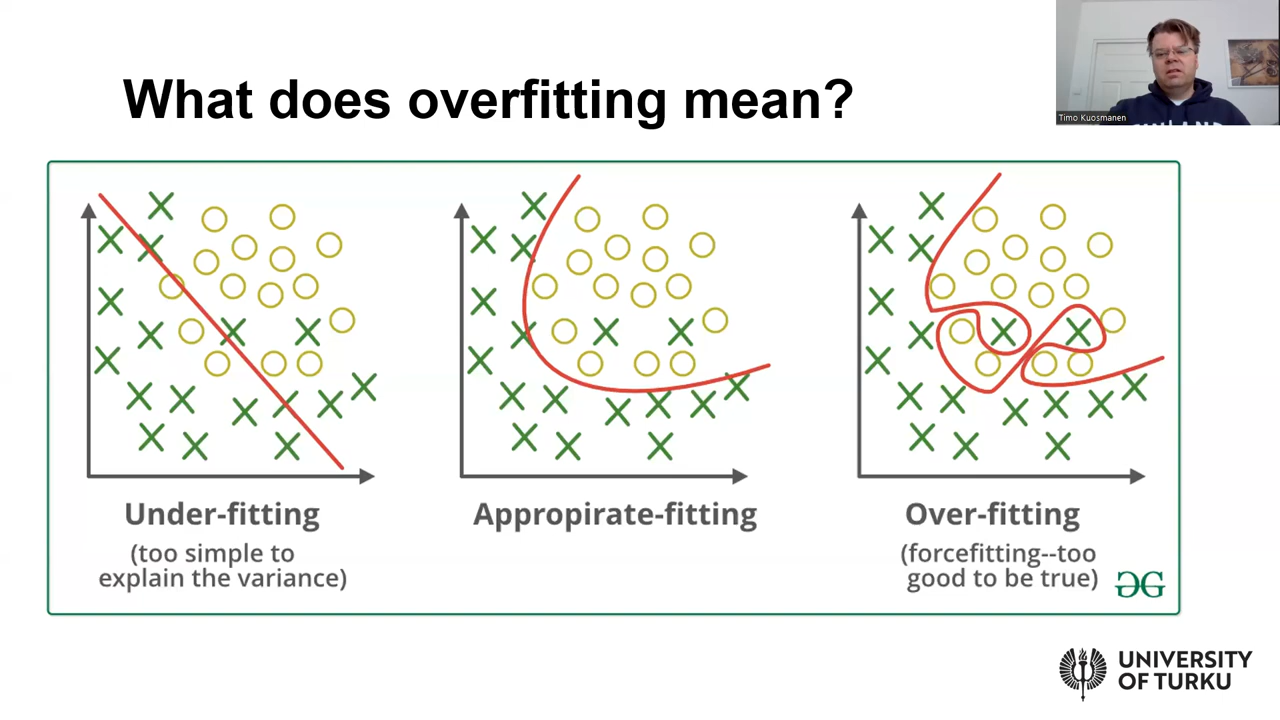 What does overfitting mean?
Timo Kuosmanen
Under-fitting
(too simple to
explain the variance)
Appropirate-fitting
Over-fitting
(forcefitting--too
good to be true)
UNIVERSITY
OF TURKU